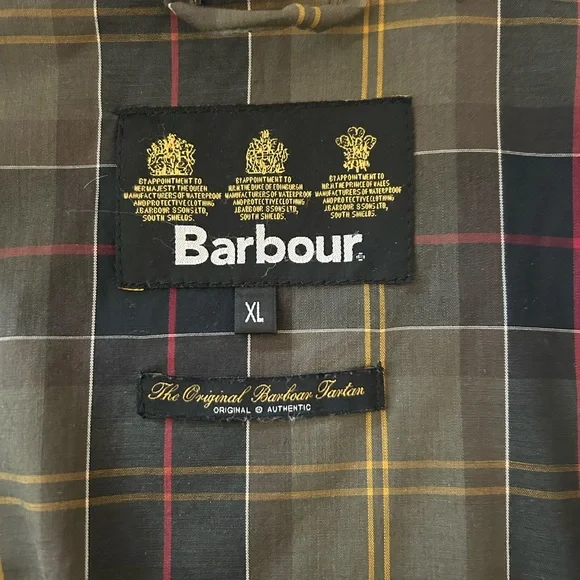 BY APPOINTMENT TO
HER MAJESTY THE QUEEN
MANUFACTURERS OF WATERPROOF
AND PROTECTIVE CLOTHING
J.BARBOUR & SONS LTD,
SOUTH SHIELDS.
BY APPOINTMENT TO
H.R.H. THE DUKE OF EDINBURGH
MANUFACTURERS OF WATERPROOF
AND PROTECTIVE CLOTHING
J.BARBOUR & SONS LTD,
SOUTH SHIELDS.
BY APPOINTMENT TO
H.R.H. THE PRINCE OF WALES
MANUFACTURERS OF WATERPROOF
AND PROTECTIVE CLOTHING
J.BARBOUR & SONS LTD,
SOUTH SHIELDS.
Barbour
XL
The Original Barbour Tartan
ORIGINAL AUTHENTIC